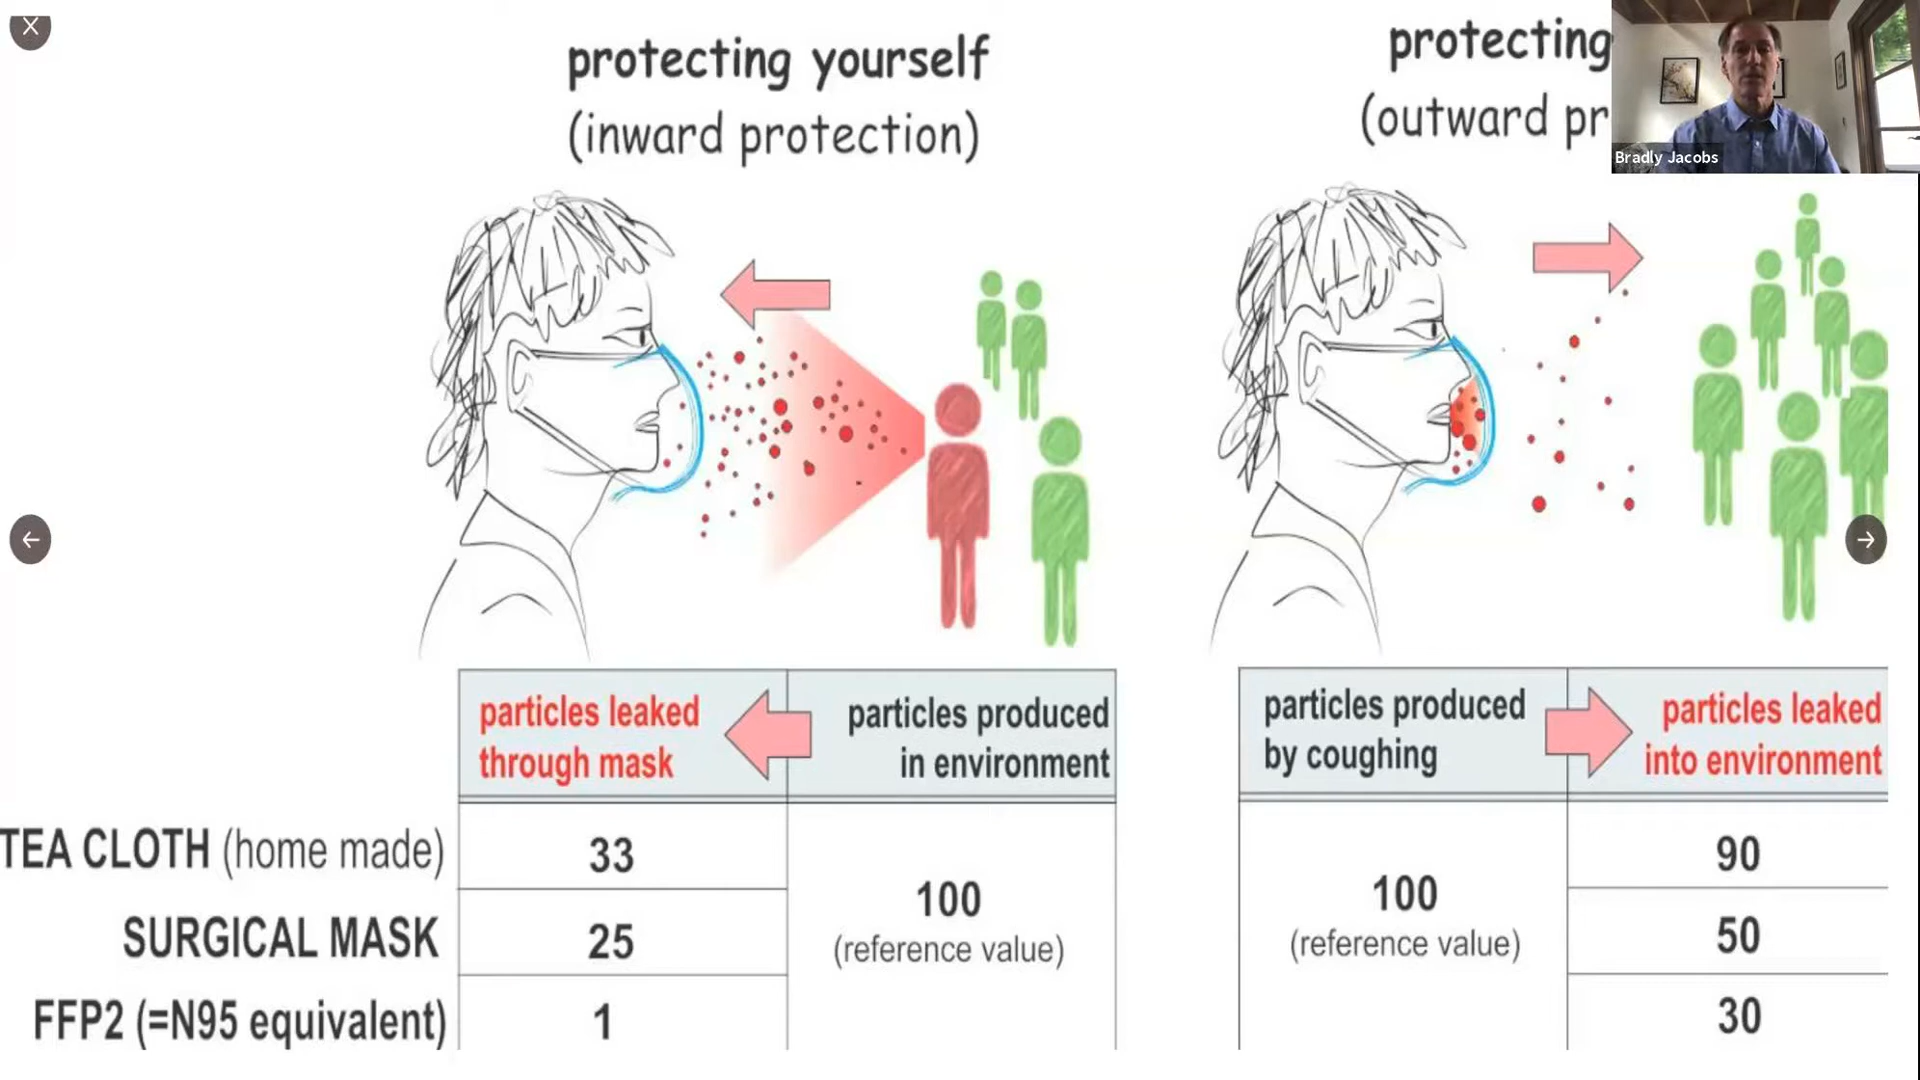 protecting yourself
(inward protection)
protecting
(outward pr
Bradly Jacobs
particles leaked
through mask
particles produced
in environment
particles produced
by coughing
particles leaked
into environment
TEA CLOTH (home made)
33
90
SURGICAL MASK
25
50
100
(reference value)
100
(reference value)
FFP2 (=N95 equivalent)
1
30